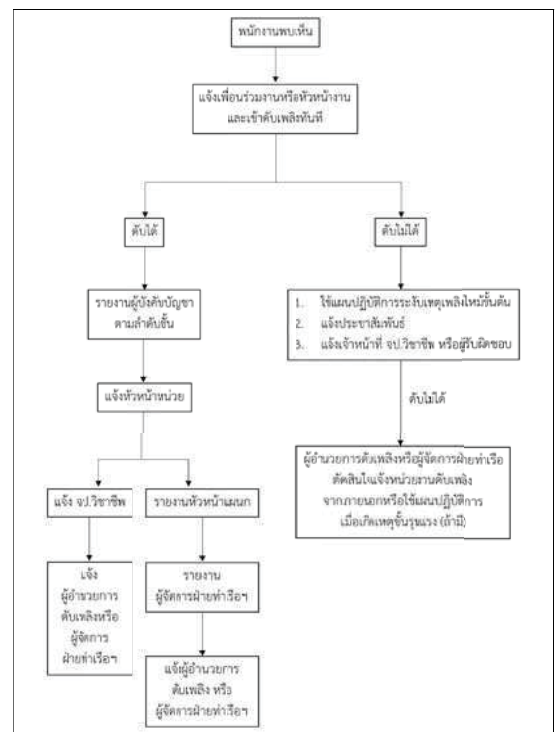 พนักงานพบเห็น
แจ้งเพื่อนร่วมงานหรือหัวหน้างาน
และเข้าดับเพลิงทันที
ดับได้
ดับไม่ได้
รายงานผู้บังคับบัญชา
ตามลำดับชั้น
1. ใช้แผนปฏิบัติการระงับเหตุเพลิงไหม้ขั้นต้น
2. แจ้งประชาสัมพันธ์
3. แจ้งเจ้าหน้าที่ จป.วิชาชีพ หรือผู้รับผิดชอบ
แจ้งหัวหน้าหน่วย
ดับไม่ได้
ผู้อำนวยการดับเพลิงหรือผู้จัดการฝ่ายท่าเรือ
ตัดสินใจแจ้งหน่วยงานดับเพลิง
จากภายนอกหรือใช้แผนปฏิบัติการ
เมื่อเกิดเหตุขั้นรุนแรง (ถ้ามี)
แจ้ง จป.วิชาชีพ
รายงานหัวหน้าแผนก
แจ้ง
ผู้อำนวยการ
ดับเพลิงหรือ
ผู้จัดการ
ฝ่ายท่าเรือฯ
รายงาน
ผู้จัดการฝ่ายท่าเรือฯ
แจ้งผู้อำนวยการ
ดับเพลิง หรือ
ผู้จัดการฝ่ายท่าเรือฯ